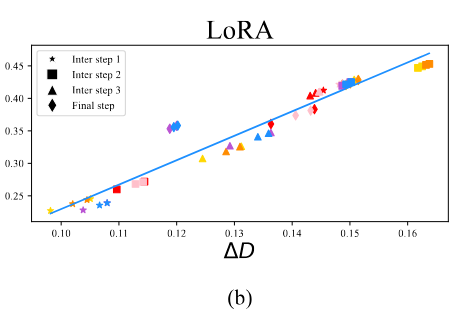 LoRA
Inter step 1
Inter step 2
Inter step 3
Final step
0.45
0.40
0.35
0.30
0.25
0.10 0.11 0.12 0.13 0.14 0.15 0.16
ΔD
(b)